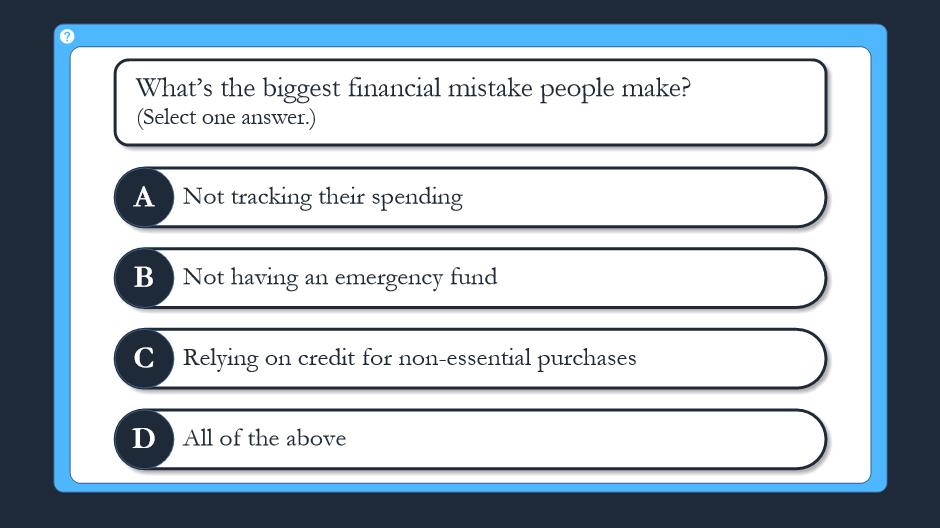 ?
What’s the biggest financial mistake people make?
(Select one answer.)
A Not tracking their spending
B Not having an emergency fund
C Relying on credit for non-essential purchases
D All of the above